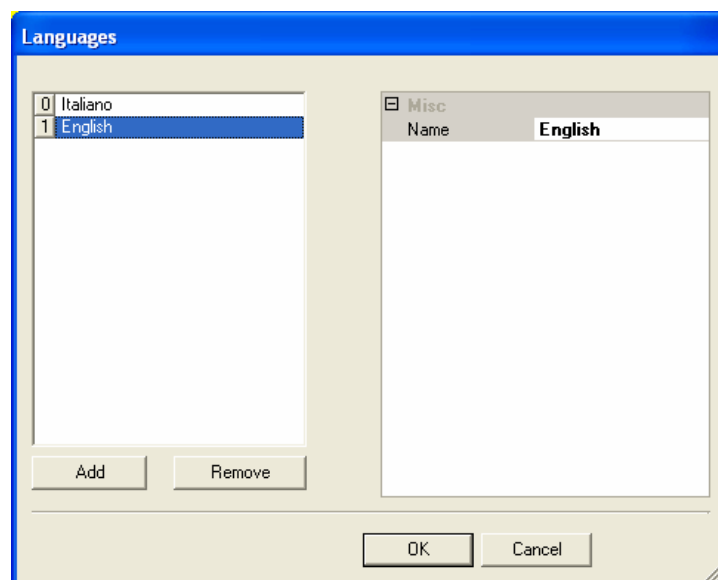 Languages
0 Italiano
1 English
Misc
Name English
Add Remove
OK Cancel